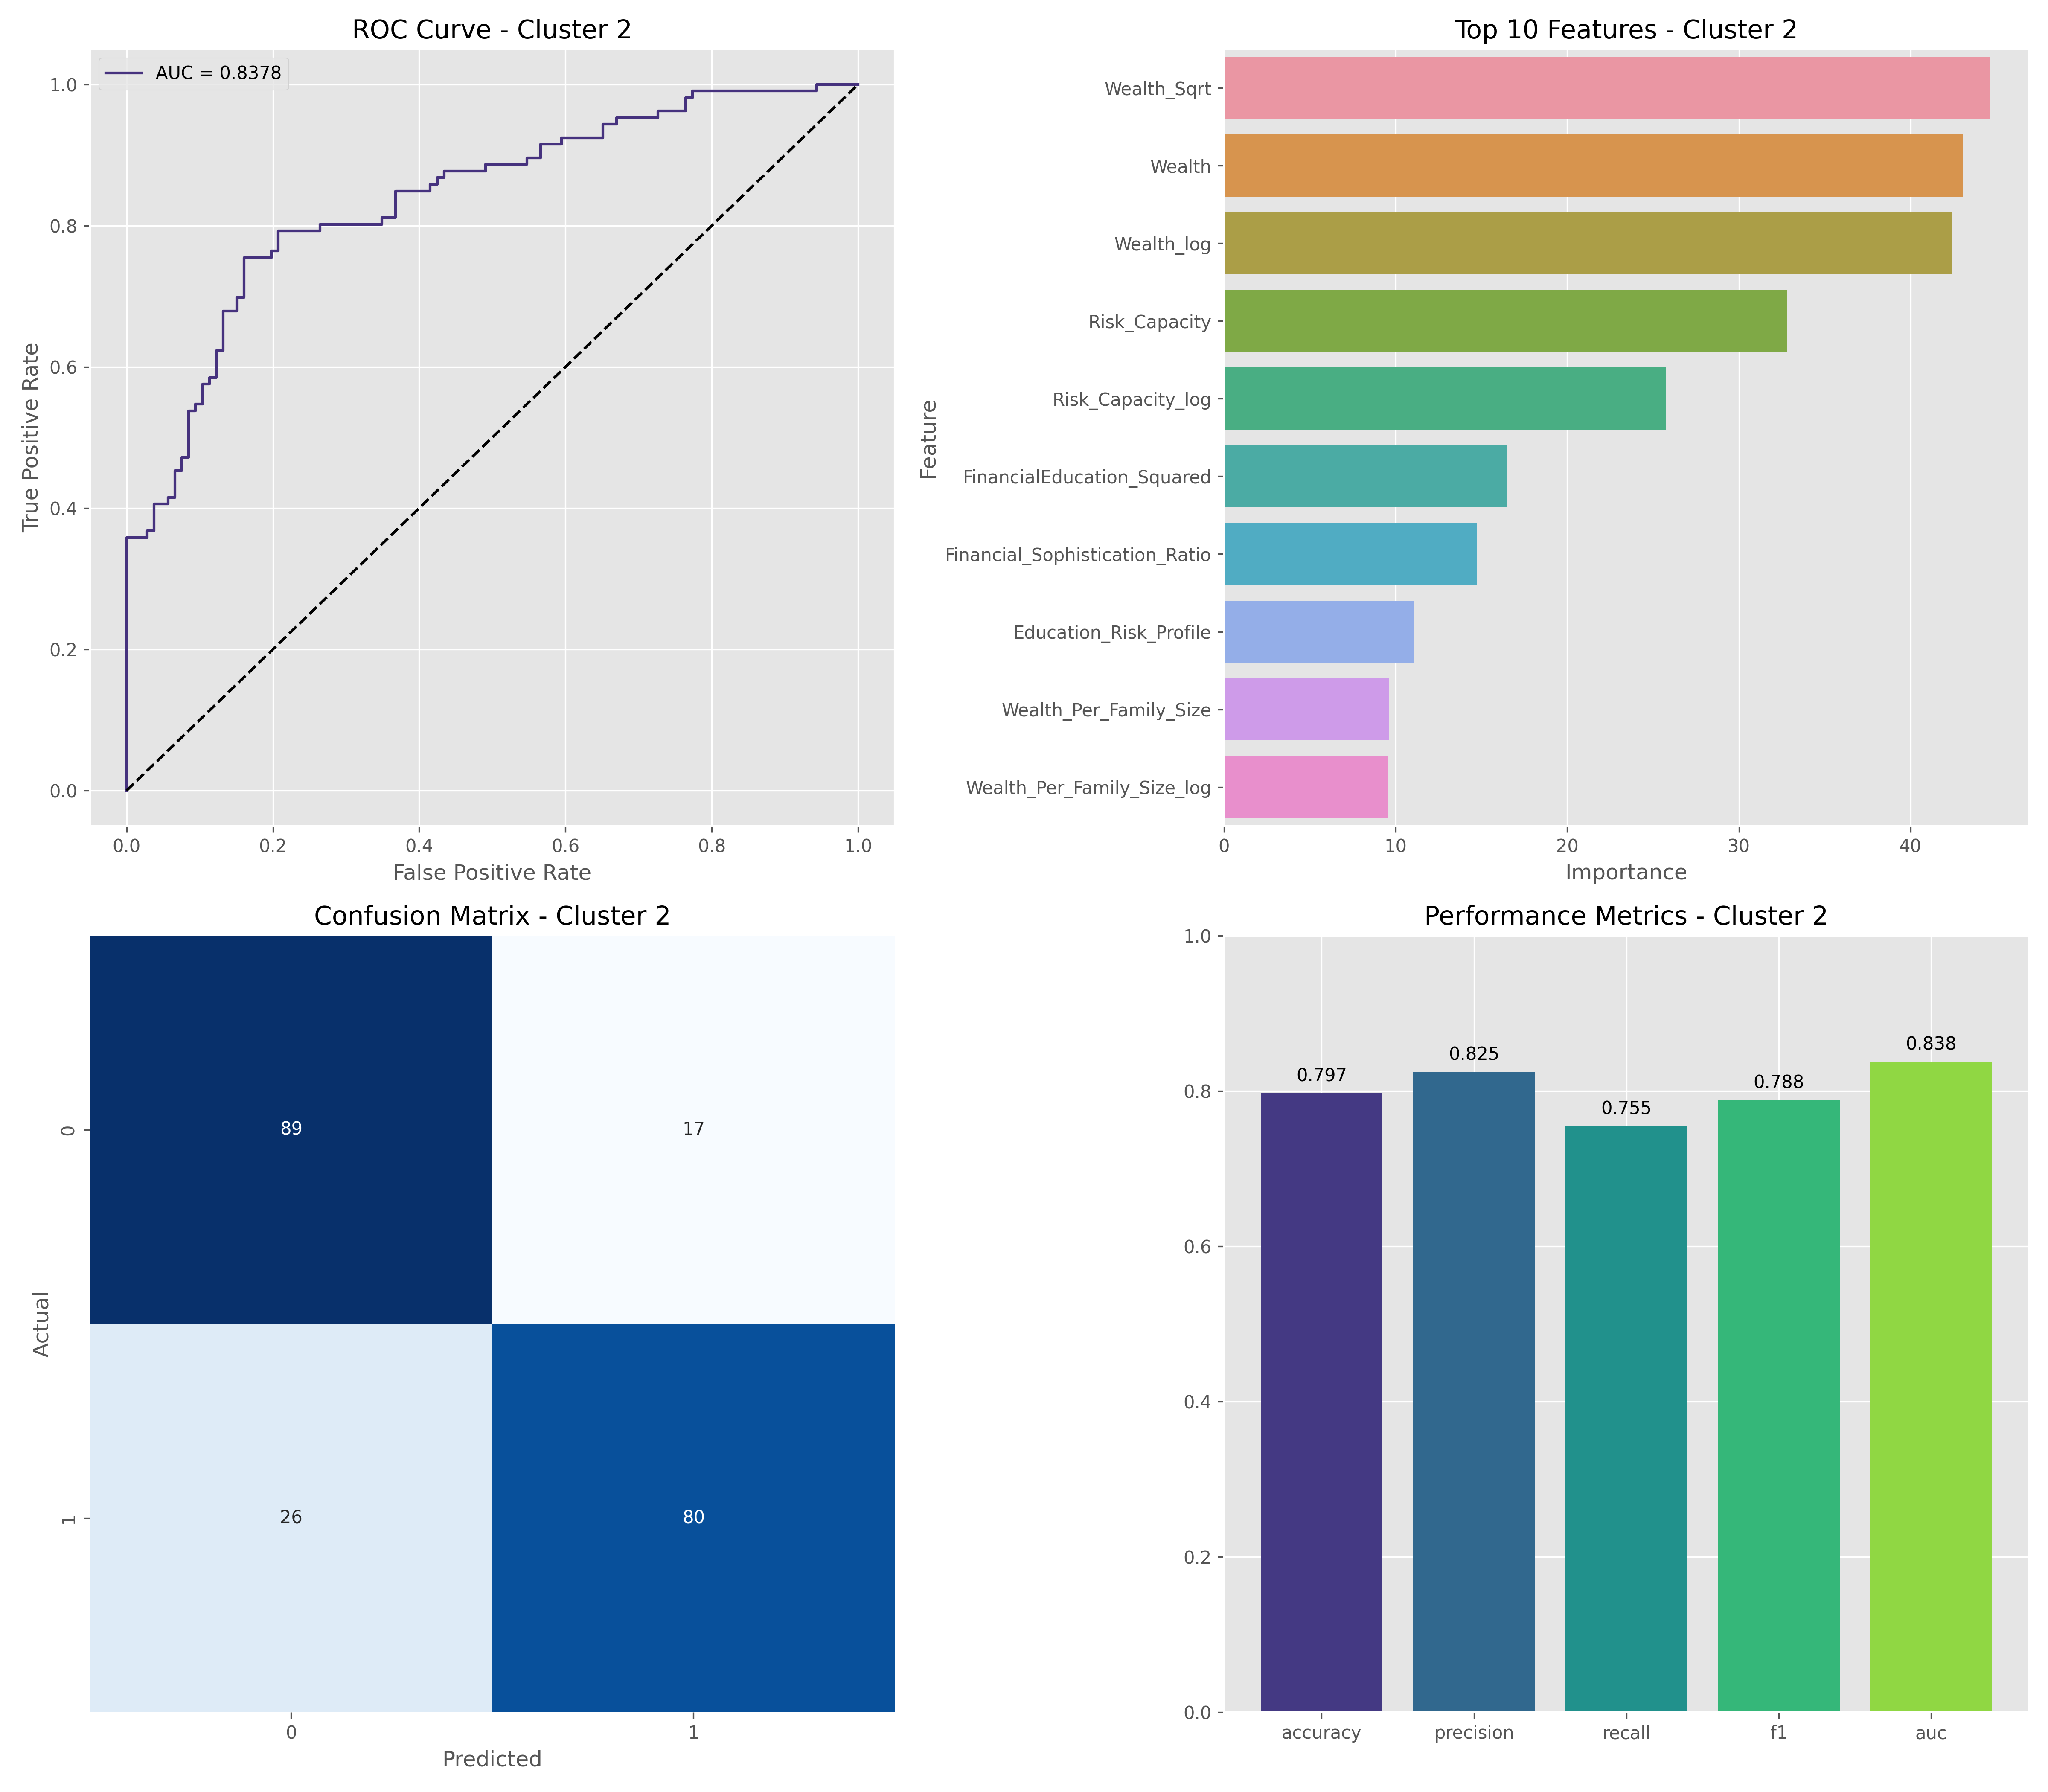 ROC Curve - Cluster 2
AUC = 0.8378
1.0
0.8
0.6
0.4
0.2
0.0
True Positive Rate
0.0 0.2 0.4 0.6 0.8 1.0
False Positive Rate
Top 10 Features - Cluster 2
Feature
Wealth_Sqrt
Wealth
Wealth_log
Risk_Capacity
Risk_Capacity_log
FinancialEducation_Squared
Financial_Sophistication_Ratio
Education_Risk_Profile
Wealth_Per_Family_Size
Wealth_Per_Family_Size_log
0 10 20 30 40
Importance
Confusion Matrix - Cluster 2
Actual
0
89 17
1
26 80
0 1
Predicted
Performance Metrics - Cluster 2
1.0
0.8
0.6
0.4
0.2
0.0
0.797
0.825
0.755
0.788
0.838
accuracy precision recall f1 auc